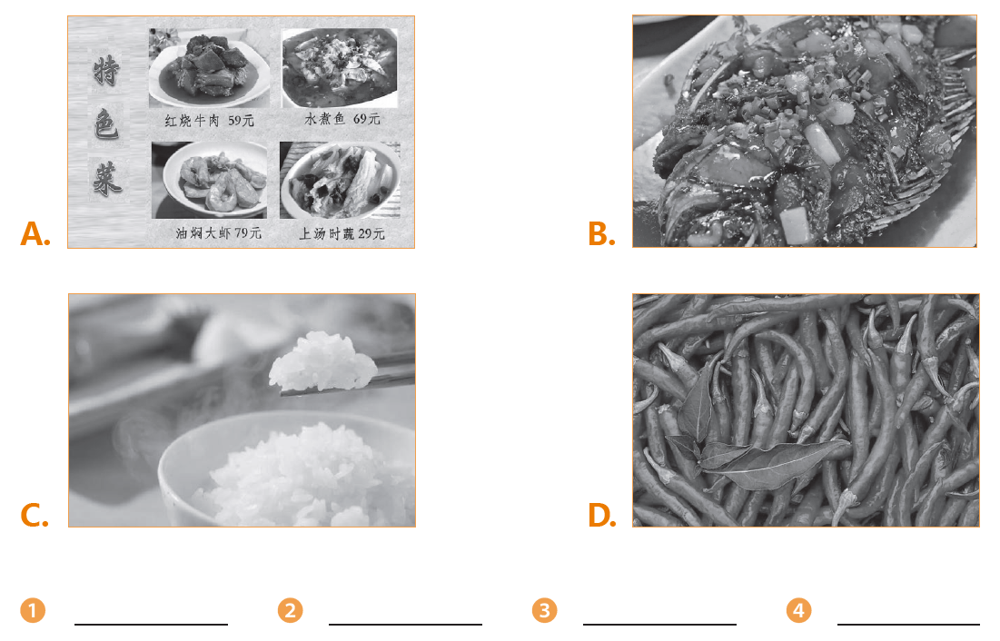 特色菜
红烧牛肉 59元
水煮鱼 69元
油焖大虾 79元
上汤时蔬 29元
A.
B.
C.
D.
1
2
3
4